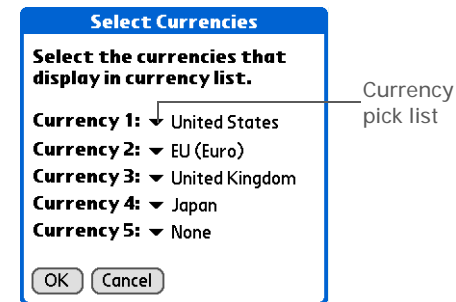 Select Currencies
Select the currencies that
display in currency list.
Currency 1: United States
Currency 2: EU (Euro)
Currency 3: United Kingdom
Currency 4: Japan
Currency 5: None
OK Cancel
Currency
pick list